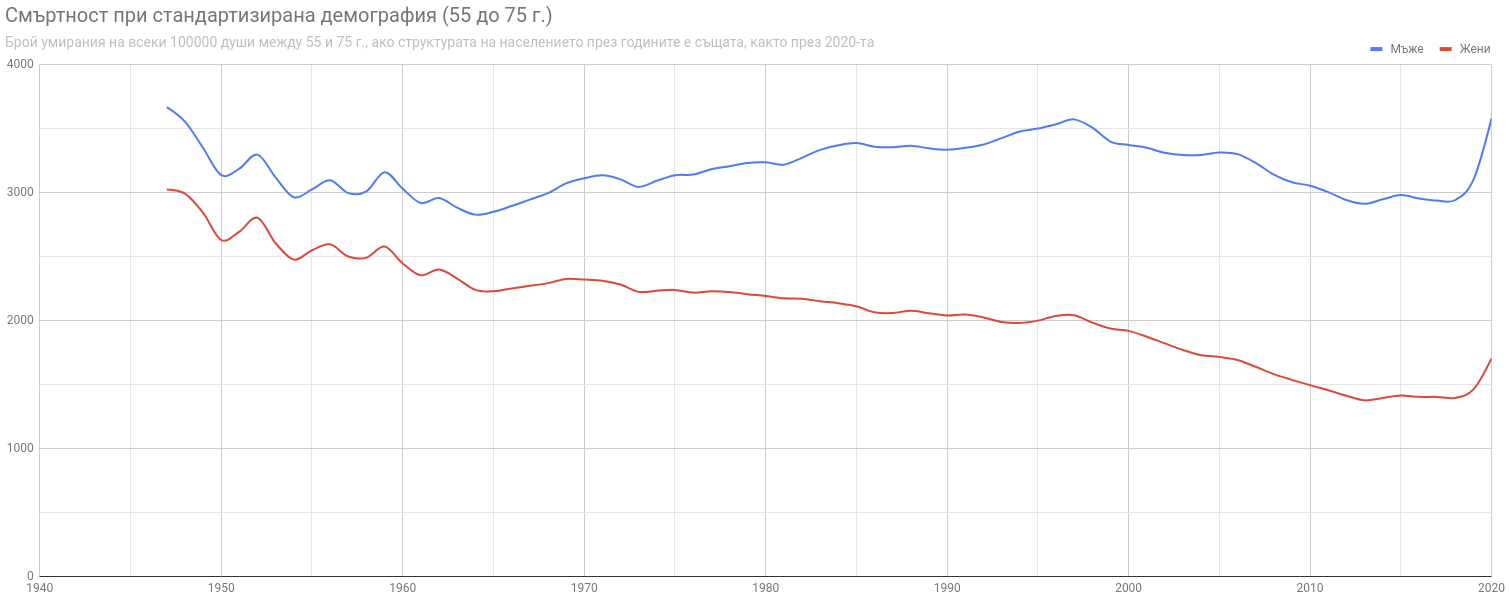 Смъртност при стандартизирана демография (55 до 75 г.)
Брой умирания на всеки 100000 души между 55 и 75 г., ако структурата на населението през годините е същата, както през 2020-та
Мъже Жени
4000
3000
2000
1000
0
1940 1950 1960 1970 1980 1990 2000 2010 2020